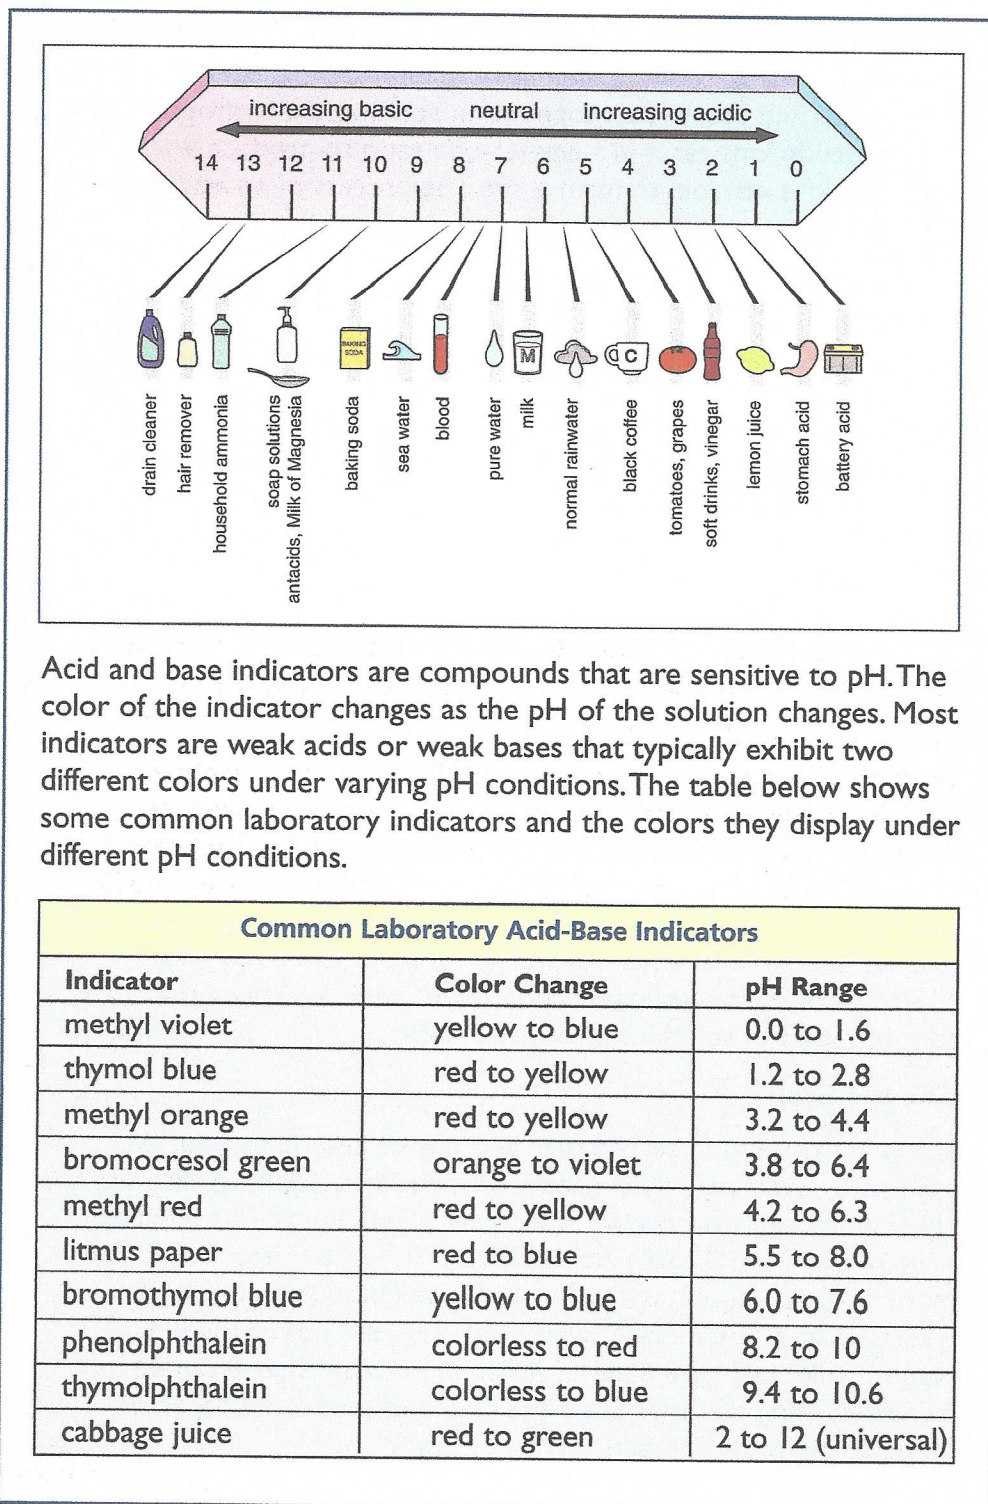 increasing basic neutral increasing acidic
14 13 12 11 10 9 8 7 6 5 4 3 2 1 0
BAKING
SODA
M
C
drain cleaner
hair remover
household ammonia
soap solutions
antacids, Milk of Magnesia
baking soda
sea water
blood
pure water
milk
normal rainwater
black coffee
tomatoes, grapes
soft drinks, vinegar
lemon juice
stomach acid
battery acid
Acid and base indicators are compounds that are sensitive to pH. The
color of the indicator changes as the pH of the solution changes. Most
indicators are weak acids or weak bases that typically exhibit two
different colors under varying pH conditions. The table below shows
some common laboratory indicators and the colors they display under
different pH conditions.
Common Laboratory Acid-Base Indicators
Indicator Color Change pH Range
methyl violet yellow to blue 0.0 to 1.6
thymol blue red to yellow 1.2 to 2.8
methyl orange red to yellow 3.2 to 4.4
bromocresol green orange to violet 3.8 to 6.4
methyl red red to yellow 4.2 to 6.3
litmus paper red to blue 5.5 to 8.0
bromothymol blue yellow to blue 6.0 to 7.6
phenolphthalein colorless to red 8.2 to 10
thymolphthalein colorless to blue 9.4 to 10.6
cabbage juice red to green 2 to 12 (universal)